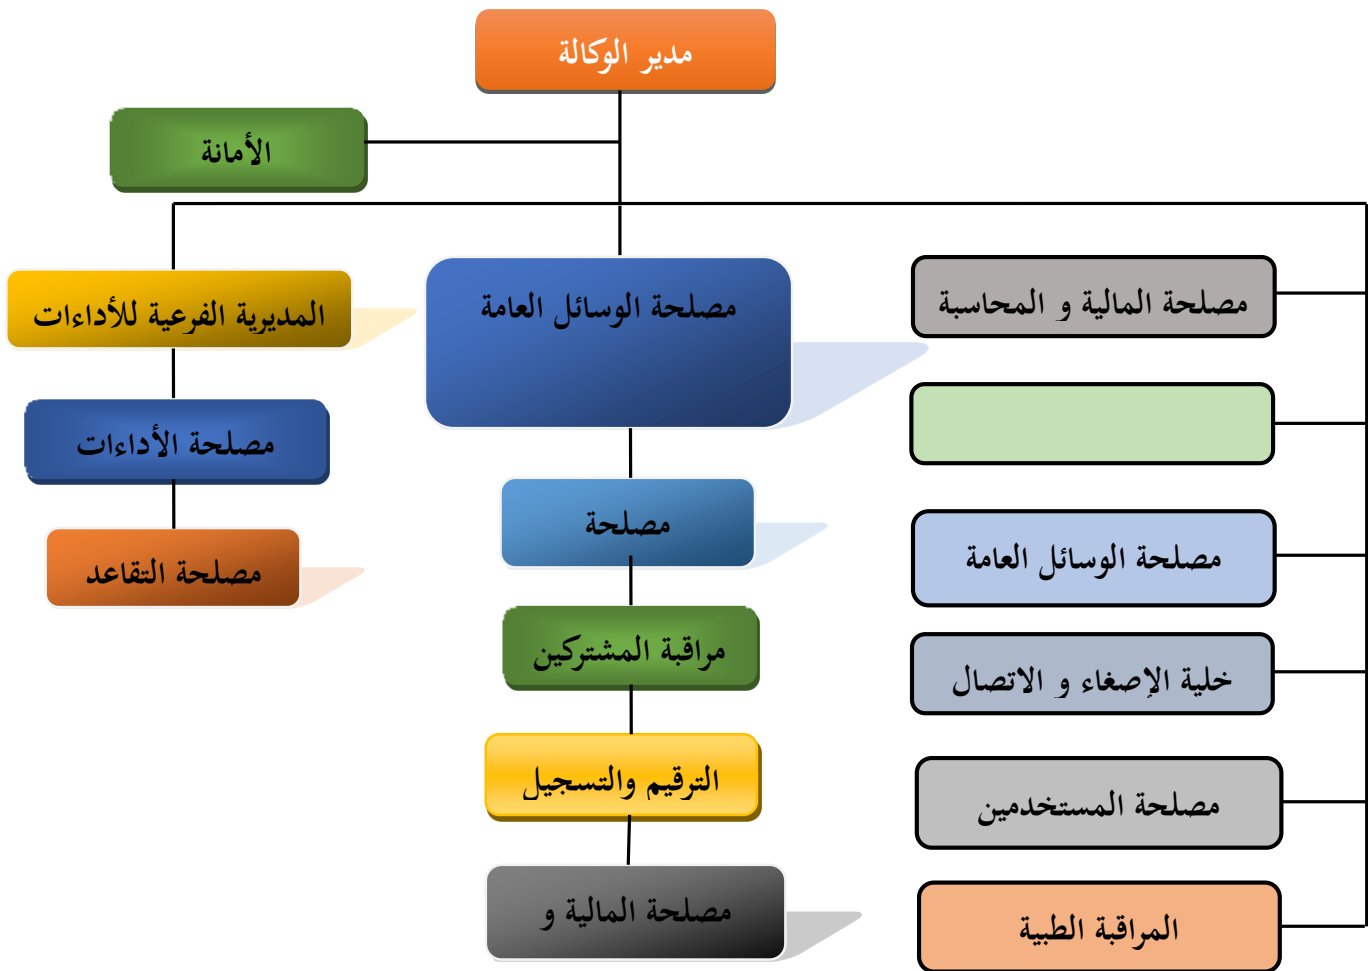 مدير الوكالة
الأمانة
مصلحة المالية و المحاسبة
مصلحة الوسائل العامة
خلية الإصغاء و الاتصال
مصلحة المستخدمين
المراقبة الطبية
مصلحة الوسائل العامة
مصلحة
مراقبة المشتركين
الترقيم والتسجيل
مصلحة المالية و
المديرية الفرعية للأداءات
مصلحة الأداءات
مصلحة التقاعد